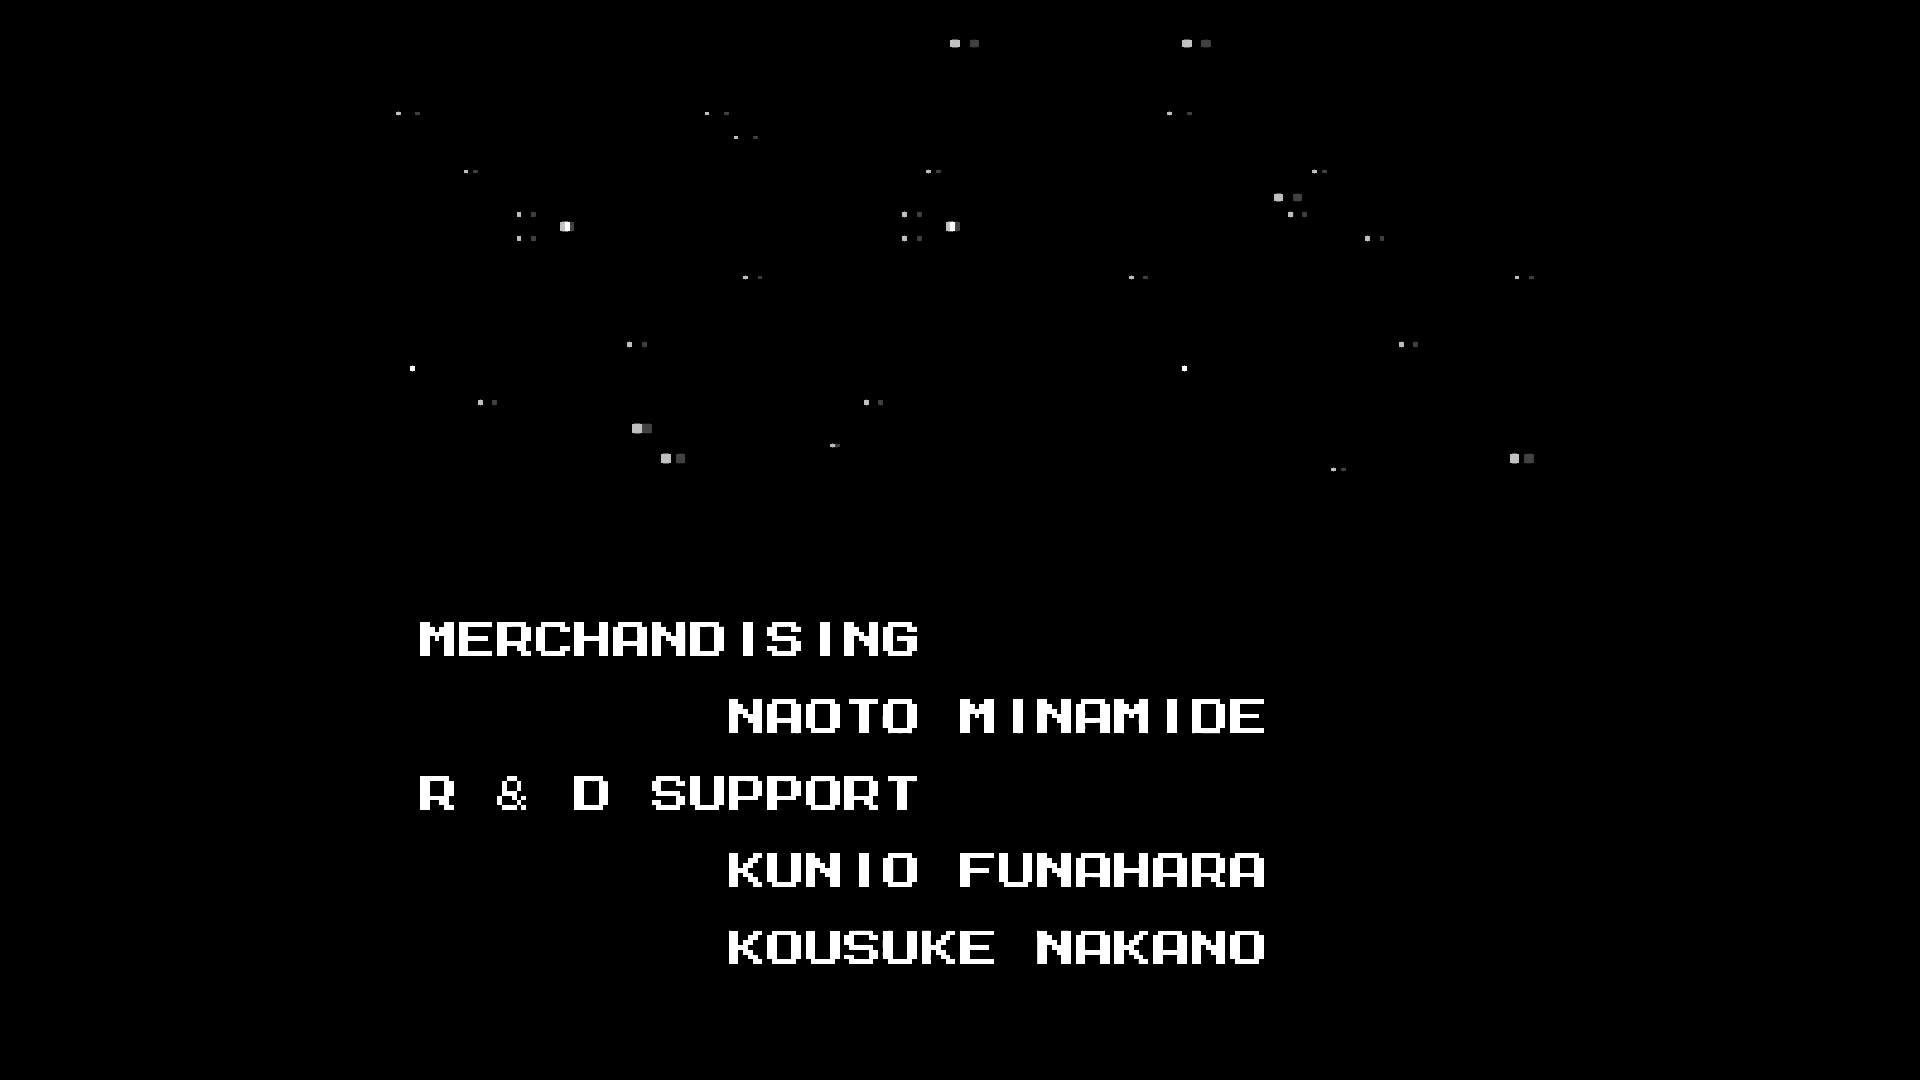 MERCHANDISING
NAOTO MINAMIDE
R & D SUPPORT
KUNIO FUNAHARA
KOUSUKE NAKANO